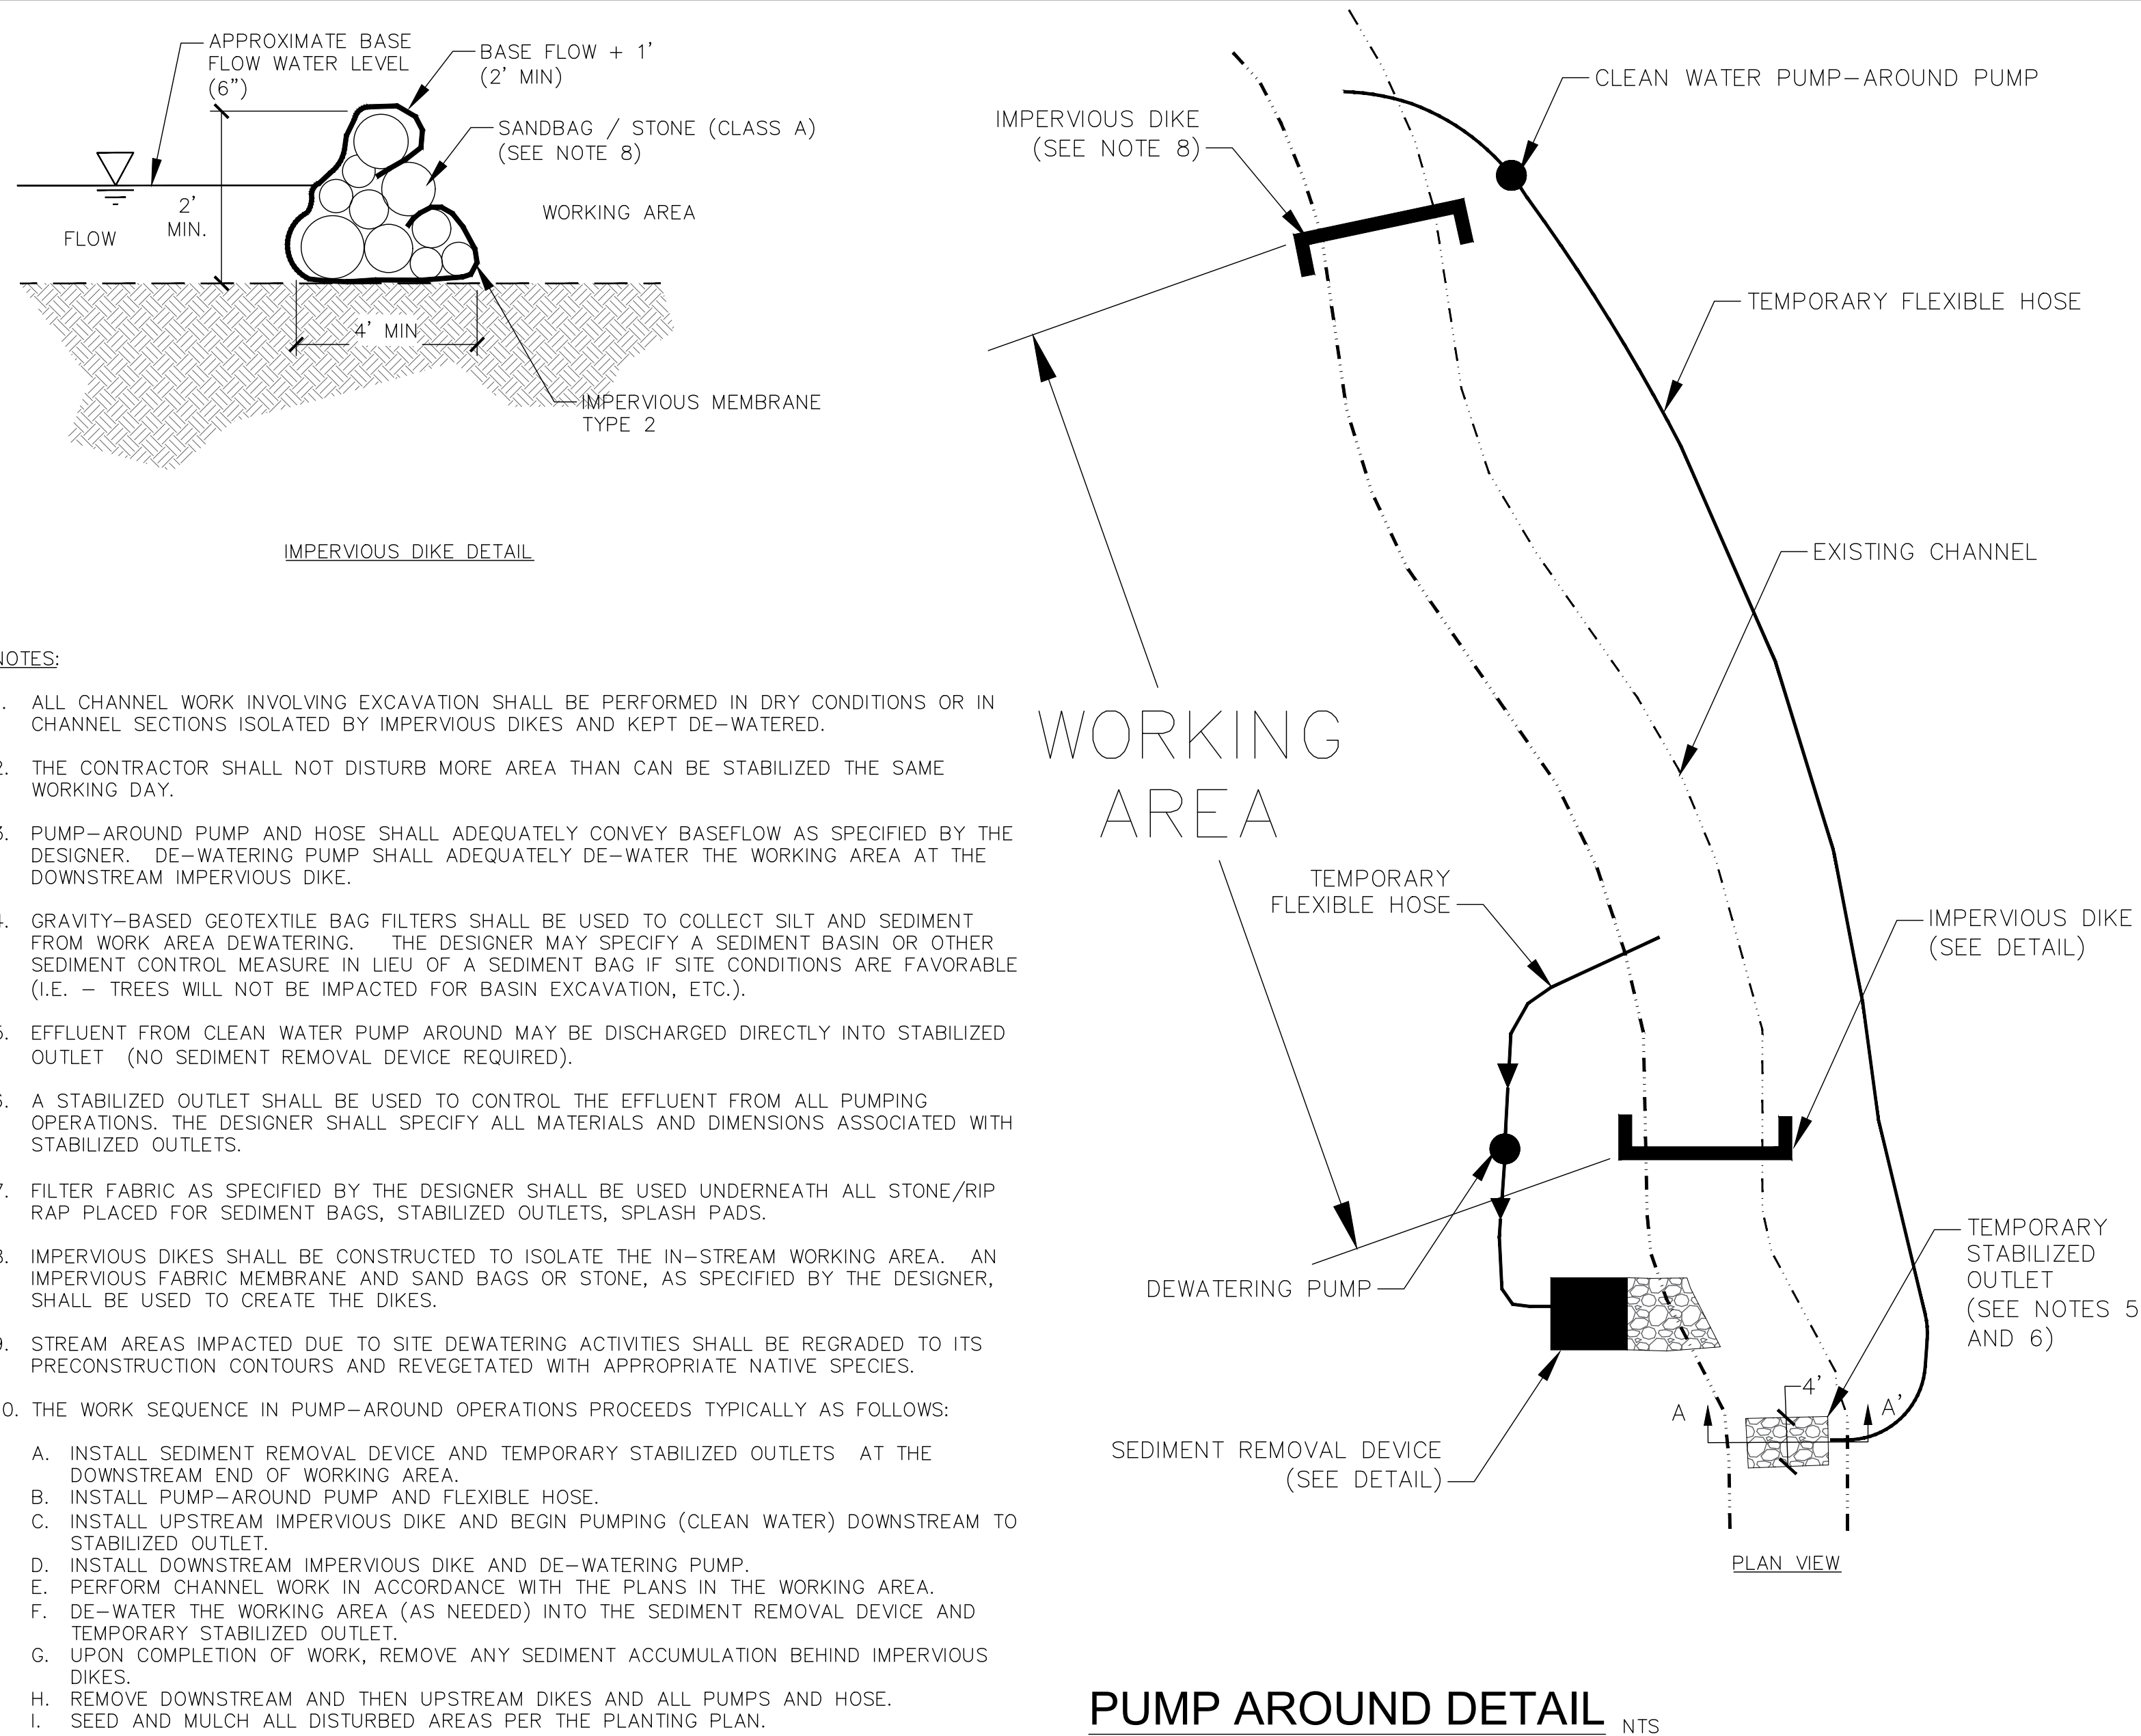 APPROXIMATE BASE
FLOW WATER LEVEL
(6")
BASE FLOW + 1'
(2' MIN)
SANDBAG / STONE (CLASS A)
(SEE NOTE 8)
2'
MIN.
FLOW
WORKING AREA
4' MIN
IMPERVIOUS MEMBRANE
TYPE 2
IMPERVIOUS DIKE DETAIL
NOTES:
. ALL CHANNEL WORK INVOLVING EXCAVATION SHALL BE PERFORMED IN DRY CONDITIONS OR IN
CHANNEL SECTIONS ISOLATED BY IMPERVIOUS DIKES AND KEPT DE-WATERED.
2. THE CONTRACTOR SHALL NOT DISTURB MORE AREA THAN CAN BE STABILIZED THE SAME
WORKING DAY.
3. PUMP-AROUND PUMP AND HOSE SHALL ADEQUATELY CONVEY BASEFLOW AS SPECIFIED BY THE
DESIGNER. DE-WATERING PUMP SHALL ADEQUATELY DE-WATER THE WORKING AREA AT THE
DOWNSTREAM IMPERVIOUS DIKE.
4. GRAVITY-BASED GEOTEXTILE BAG FILTERS SHALL BE USED TO COLLECT SILT AND SEDIMENT
FROM WORK AREA DEWATERING. THE DESIGNER MAY SPECIFY A SEDIMENT BASIN OR OTHER
SEDIMENT CONTROL MEASURE IN LIEU OF A SEDIMENT BAG IF SITE CONDITIONS ARE FAVORABLE
(I.E. - TREES WILL NOT BE IMPACTED FOR BASIN EXCAVATION, ETC.).
5. EFFLUENT FROM CLEAN WATER PUMP AROUND MAY BE DISCHARGED DIRECTLY INTO STABILIZED
OUTLET (NO SEDIMENT REMOVAL DEVICE REQUIRED).
6. A STABILIZED OUTLET SHALL BE USED TO CONTROL THE EFFLUENT FROM ALL PUMPING
OPERATIONS. THE DESIGNER SHALL SPECIFY ALL MATERIALS AND DIMENSIONS ASSOCIATED WITH
STABILIZED OUTLETS.
7. FILTER FABRIC AS SPECIFIED BY THE DESIGNER SHALL BE USED UNDERNEATH ALL STONE/RIP
RAP PLACED FOR SEDIMENT BAGS, STABILIZED OUTLETS, SPLASH PADS.
8. IMPERVIOUS DIKES SHALL BE CONSTRUCTED TO ISOLATE THE IN-STREAM WORKING AREA. AN
IMPERVIOUS FABRIC MEMBRANE AND SAND BAGS OR STONE, AS SPECIFIED BY THE DESIGNER,
SHALL BE USED TO CREATE THE DIKES.
9. STREAM AREAS IMPACTED DUE TO SITE DEWATERING ACTIVITIES SHALL BE REGRADED TO ITS
PRECONSTRUCTION CONTOURS AND REVEGETATED WITH APPROPRIATE NATIVE SPECIES.
0. THE WORK SEQUENCE IN PUMP-AROUND OPERATIONS PROCEEDS TYPICALLY AS FOLLOWS:
A. INSTALL SEDIMENT REMOVAL DEVICE AND TEMPORARY STABILIZED OUTLETS AT THE
DOWNSTREAM END OF WORKING AREA.
B. INSTALL PUMP-AROUND PUMP AND FLEXIBLE HOSE.
C. INSTALL UPSTREAM IMPERVIOUS DIKE AND BEGIN PUMPING (CLEAN WATER) DOWNSTREAM TO
STABILIZED OUTLET.
D. INSTALL DOWNSTREAM IMPERVIOUS DIKE AND DE-WATERING PUMP.
E. PERFORM CHANNEL WORK IN ACCORDANCE WITH THE PLANS IN THE WORKING AREA.
F. DE-WATER THE WORKING AREA (AS NEEDED) INTO THE SEDIMENT REMOVAL DEVICE AND
TEMPORARY STABILIZED OUTLET.
G. UPON COMPLETION OF WORK, REMOVE ANY SEDIMENT ACCUMULATION BEHIND IMPERVIOUS
DIKES.
H. REMOVE DOWNSTREAM AND THEN UPSTREAM DIKES AND ALL PUMPS AND HOSE.
I. SEED AND MULCH ALL DISTURBED AREAS PER THE PLANTING PLAN.
CLEAN WATER PUMP-AROUND PUMP
IMPERVIOUS DIKE
(SEE NOTE 8)
TEMPORARY FLEXIBLE HOSE
EXISTING CHANNEL
WORKING
AREA
TEMPORARY
FLEXIBLE HOSE
IMPERVIOUS DIKE
(SEE DETAIL)
DEWATERING PUMP
TEMPORARY
STABILIZED
OUTLET
(SEE NOTES 5
AND 6)
4'
A
A'
SEDIMENT REMOVAL DEVICE
(SEE DETAIL)
PLAN VIEW
PUMP AROUND DETAIL NTS